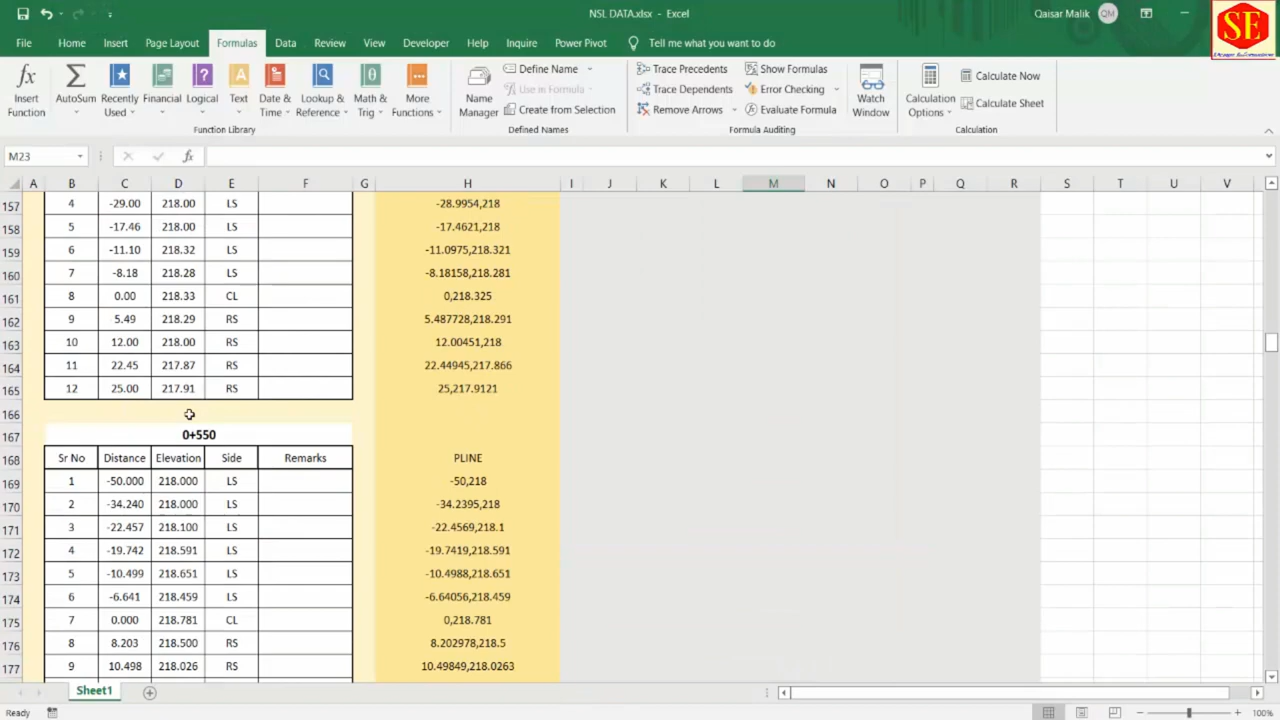 NSL DATA.xlsx - Excel
Qaisar Malik QM
SE
File Home Insert Page Layout Formulas Data Review View Developer Help Inquire Power Pivot Tell me what you want to do
fx Insert Function
Σ AutoSum
Recently Used
Financial
Logical
Text
Date & Time
Lookup & Reference
Math & Trig
More Functions
Function Library
Name Manager
Define Name
Use in Formula
Create from Selection
Defined Names
Trace Precedents
Trace Dependents
Remove Arrows
Show Formulas
Error Checking
Evaluate Formula
Formula Auditing
Watch Window
Calculation Options
Calculate Now
Calculate Sheet
Calculation
M23 fx
A B C D E F G H I J K L M N O P Q R S T U V
157 4 -29.00 218.00 LS -28.9954,218
158 5 -17.46 218.00 LS -17.4621,218
159 6 -11.10 218.32 LS -11.0975,218.321
160 7 -8.18 218.28 LS -8.18158,218.281
161 8 0.00 218.33 CL 0,218.325
162 9 5.49 218.29 RS 5.487728,218.291
163 10 12.00 218.00 RS 12.00451,218
164 11 22.45 217.87 RS 22.44945,217.866
165 12 25.00 217.91 RS 25,217.9121
166
167 0+550
168 Sr No Distance Elevation Side Remarks PLINE
169 1 -50.000 218.000 LS -50,218
170 2 -34.240 218.000 LS -34.2395,218
171 3 -22.457 218.100 LS -22.4569,218.1
172 4 -19.742 218.591 LS -19.7419,218.591
173 5 -10.499 218.651 LS -10.4988,218.651
174 6 -6.641 218.459 LS -6.64056,218.459
175 7 0.000 218.781 CL 0,218.781
176 8 8.203 218.500 RS 8.202978,218.5
177 9 10.498 218.026 RS 10.49849,218.0263
Sheet1
Ready
100%